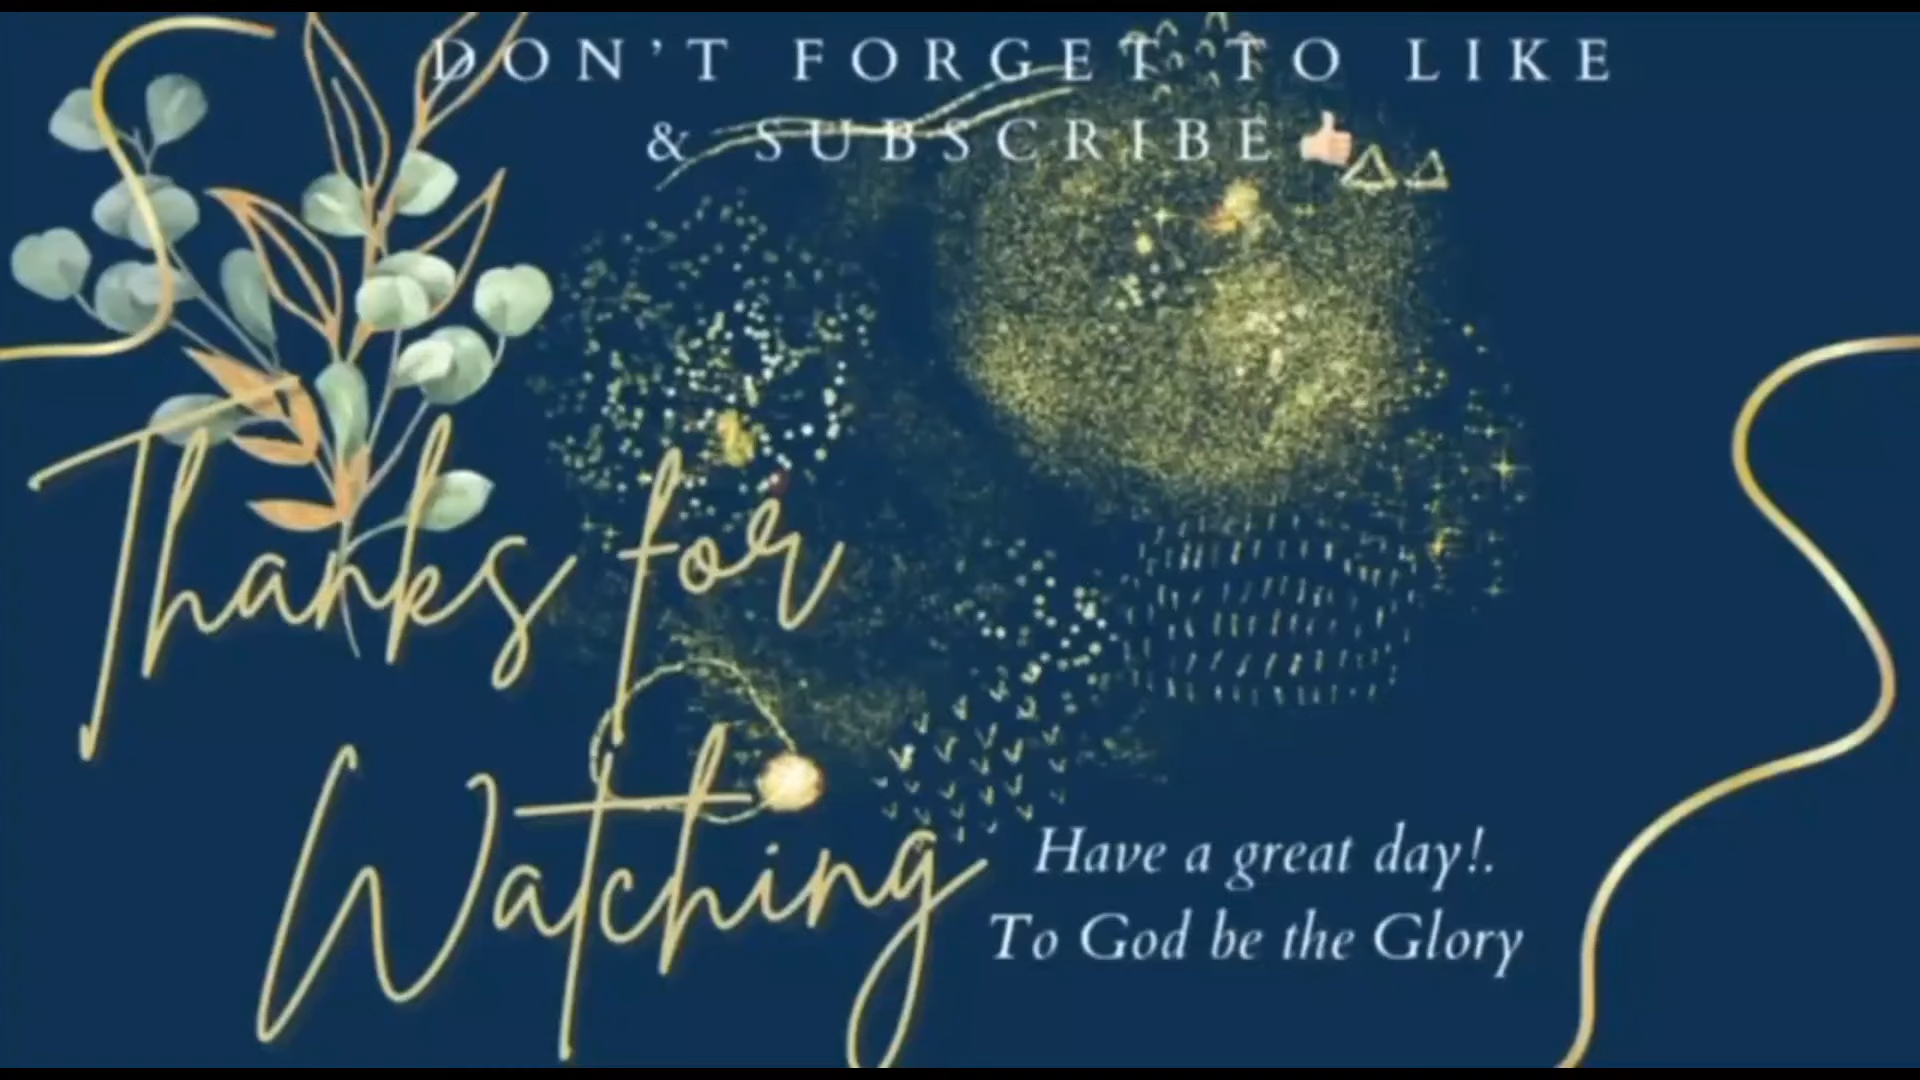 DON'T FORGET TO LIKE
& SUBSCRIBE👍🏻
Thanks for
Watching
Have a great day!.
To God be the Glory